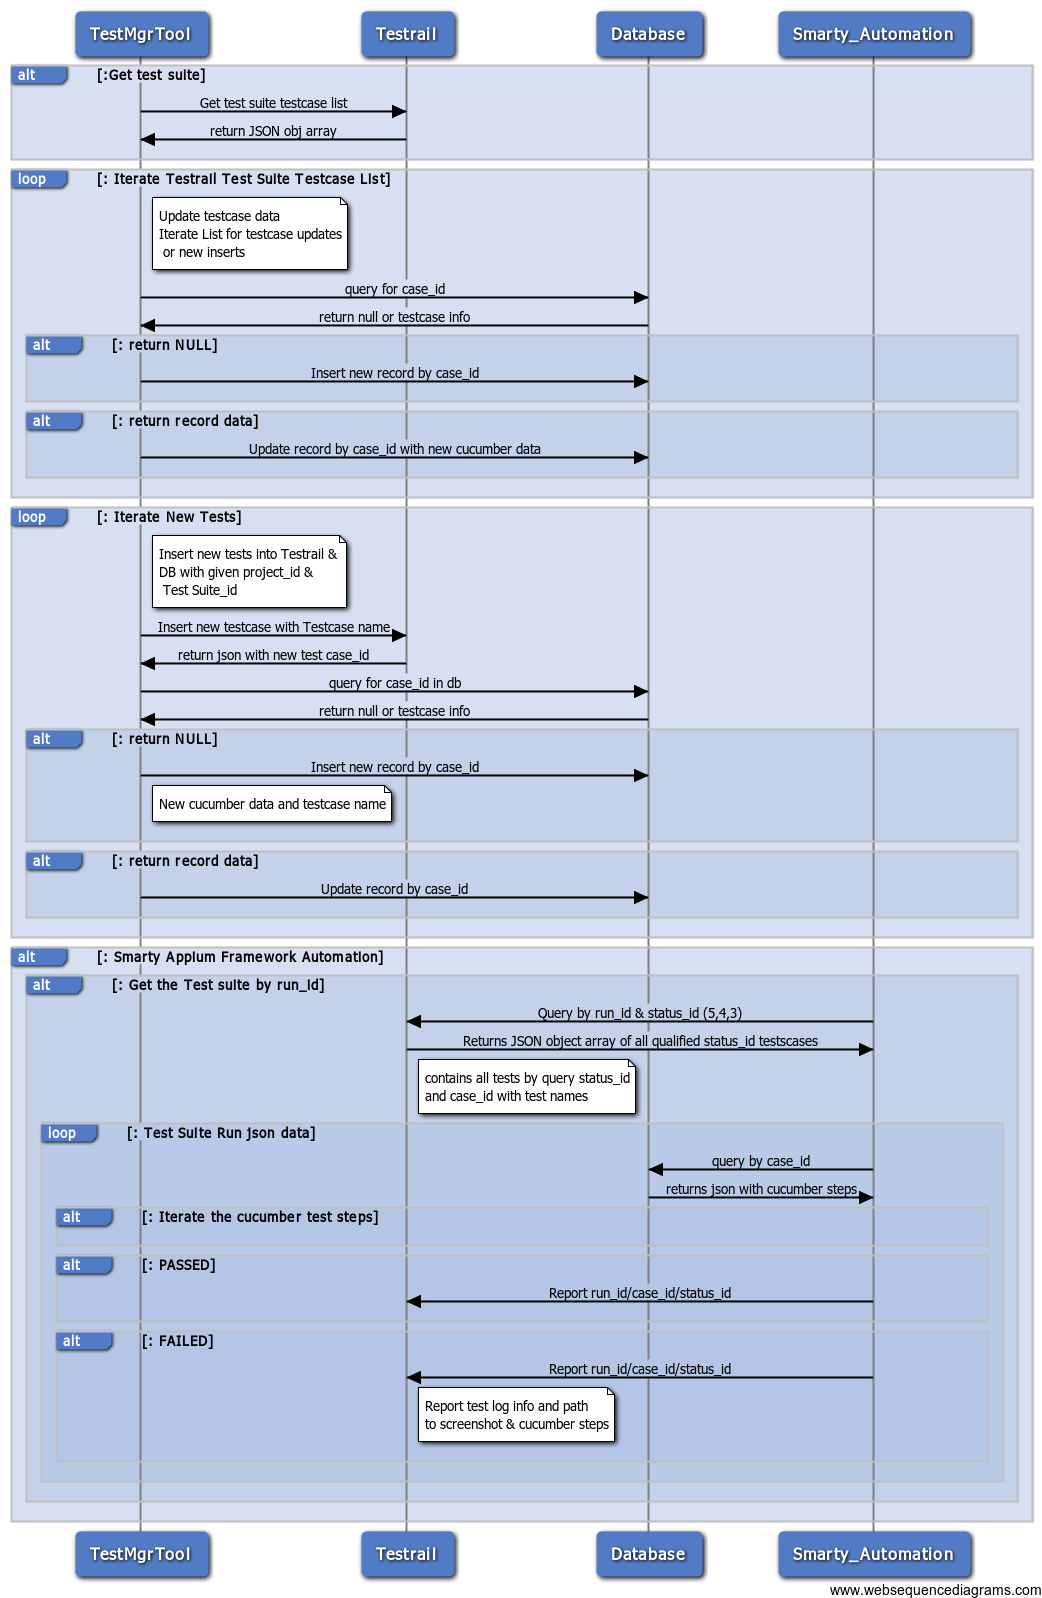 TestMgrTool
Testrail
Database
Smarty_Automation
alt
[:Get test suite]
Get test suite testcase list
return JSON obj array
loop
[: Iterate Testrail Test Suite Testcase List]
Update testcase data
Iterate List for testcase updates
or new inserts
query for case_id
return null or testcase info
alt
[: return NULL]
Insert new record by case_id
alt
[: return record data]
Update record by case_id with new cucumber data
loop
[: Iterate New Tests]
Insert new tests into Testrail &
DB with given project_id &
Test Suite_id
Insert new testcase with Testcase name
return json with new test case_id
query for case_id in db
return null or testcase info
alt
[: return NULL]
Insert new record by case_id
New cucumber data and testcase name
alt
[: return record data]
Update record by case_id
alt
[: Smarty Appium Framework Automation]
alt
[: Get the Test suite by run_id]
Query by run_id & status_id (5,4,3)
Returns JSON object array of all qualified status_id testscases
contains all tests by query status_id
and case_id with test names
loop
[: Test Suite Run json data]
query by case_id
returns json with cucumber steps
alt
[: Iterate the cucumber test steps]
alt
[: PASSED]
Report run_id/case_id/status_id
alt
[: FAILED]
Report run_id/case_id/status_id
Report test log info and path
to screenshot & cucumber steps
TestMgrTool
Testrail
Database
Smarty_Automation
www.websequencediagrams.com